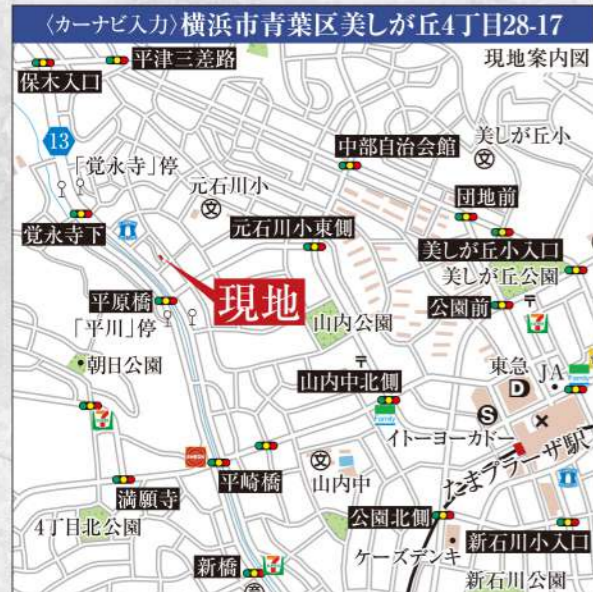 〈カーナビ入力〉横浜市青葉区美しが丘4丁目28-17
現地案内図
平津三差路
保木入口
13
「覚永寺」停
元石川小
文
中部自治会館
美しが丘小
文
団地前
覚永寺下
元石川小東側
美しが丘小入口
美しが丘公園
平原橋
現地
「平川」停
山内公園
公園前
〒
朝日公園
〒
山内中北側
東急
D
JA
FamilyMart
S
イトーヨーカドー
たまプラーザ駅
満願寺
平崎橋
文
山内中
公園北側
4丁目北公園
ケーズデンキ
新石川小入口
新橋
新石川公園